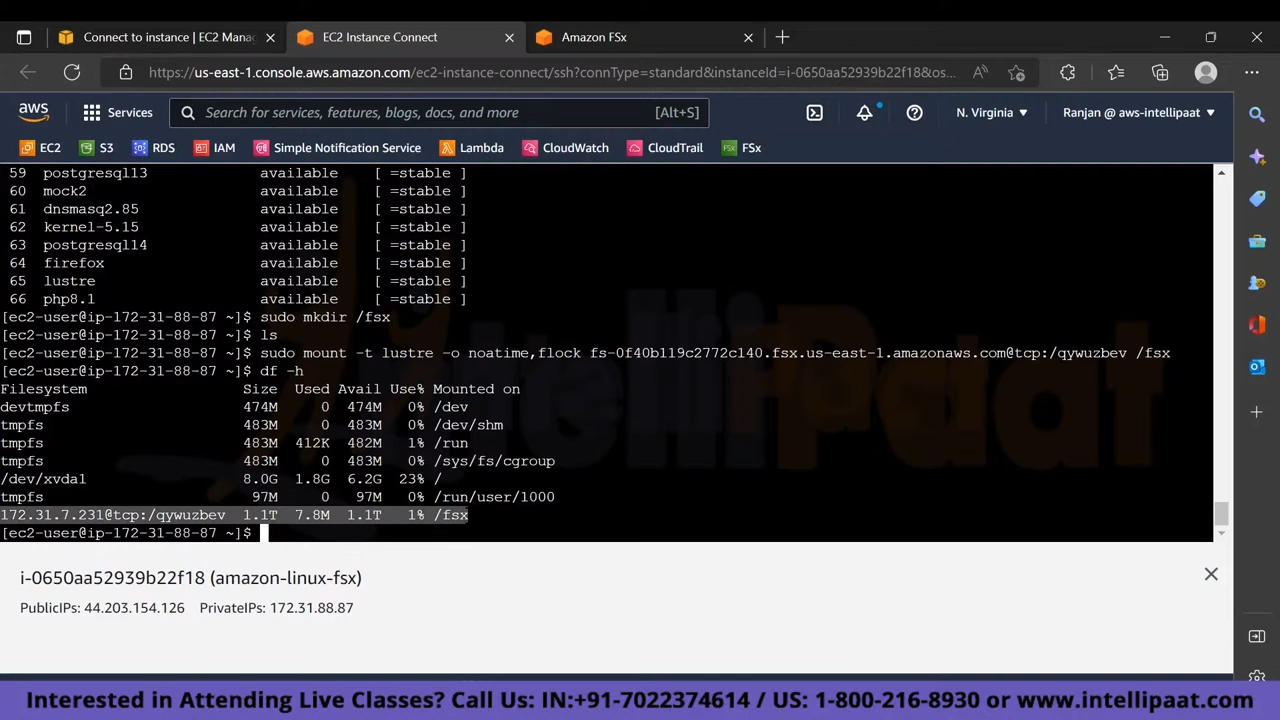 Connect to instance | EC2 Mana
EC2 Instance Connect
Amazon FSx
https://us-east-1.console.aws.amazon.com/ec2-instance-connect/ssh?connType=standard&instanceId=i-0650aa52939b22f18&os...
aws
Services
Search for services, features, blogs, docs, and more
[Alt+S]
N. Virginia
Ranjan @ aws-intellipaat
EC2
S3
RDS
IAM
Simple Notification Service
Lambda
CloudWatch
CloudTrail
FSx
59 postgresql13 available [ =stable ]
60 mock2 available [ =stable ]
61 dnsmasq2.85 available [ =stable ]
62 kernel-5.15 available [ =stable ]
63 postgresql14 available [ =stable ]
64 firefox available [ =stable ]
65 lustre available [ =stable ]
66 php8.1 available [ =stable ]
[ec2-user@ip-172-31-88-87 ~]$ sudo mkdir /fsx
[ec2-user@ip-172-31-88-87 ~]$ ls
[ec2-user@ip-172-31-88-87 ~]$ sudo mount -t lustre -o noatime,flock fs-0f40b119c2772c140.fsx.us-east-1.amazonaws.com@tcp:/qywuzbev /fsx
[ec2-user@ip-172-31-88-87 ~]$ df -h
Filesystem Size Used Avail Use% Mounted on
devtmpfs 474M 0 474M 0% /dev
tmpfs 483M 0 483M 0% /dev/shm
tmpfs 483M 412K 482M 1% /run
tmpfs 483M 0 483M 0% /sys/fs/cgroup
/dev/xvda1 8.0G 1.8G 6.2G 23% /
tmpfs 97M 0 97M 0% /run/user/1000
172.31.7.231@tcp:/qywuzbev 1.1T 7.8M 1.1T 1% /fsx
[ec2-user@ip-172-31-88-87 ~]$
IntelliPaat
i-0650aa52939b22f18 (amazon-linux-fsx)
PublicIPs: 44.203.154.126 PrivateIPs: 172.31.88.87
Interested in Attending Live Classes? Call Us: IN:+91-7022374614 / US: 1-800-216-8930 or www.intellipaat.com